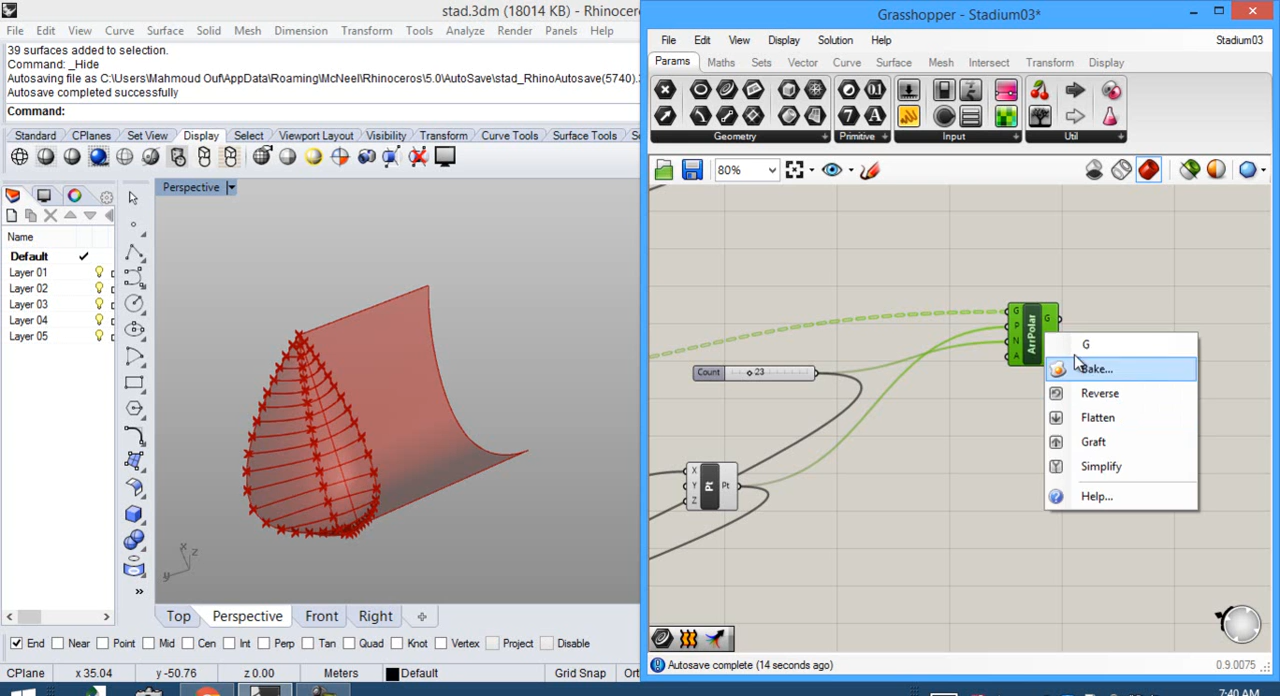 stad.3dm (18014 KB) - Rhinocero
File Edit View Curve Surface Solid Mesh Dimension Transform Tools Analyze Render Panels Help
39 surfaces added to selection.
Command: _Hide
Autosaving file as C:\Users\Mahmoud Ouf\AppData\Roaming\McNeel\Rhinoceros\5.0\AutoSave\stad_RhinoAutosave(5740).
Autosave completed successfully
Command:
Standard CPlanes Set View Display Select Viewport Layout Visibility Transform Curve Tools Surface Tools S
Perspective
Name
Default
Layer 01
Layer 02
Layer 03
Layer 04
Layer 05
z
x
y
Top Perspective Front Right
End Near Point Mid Cen Int Perp Tan Quad Knot Vertex Project Disable
CPlane x 35.04 y -50.76 z 0.00 Meters Default Grid Snap Ort
Grasshopper - Stadium03*
File Edit View Display Solution Help Stadium03
Params Maths Sets Vector Curve Surface Mesh Intersect Transform Display
Geometry Primitive Input Util
80%
Count 23
X Y Z Pt Pt
G P N A ArrPolar G
G
Bake...
Reverse
Flatten
Graft
Simplify
Help...
Autosave complete (14 seconds ago) 0.9.0075
7:40 AM